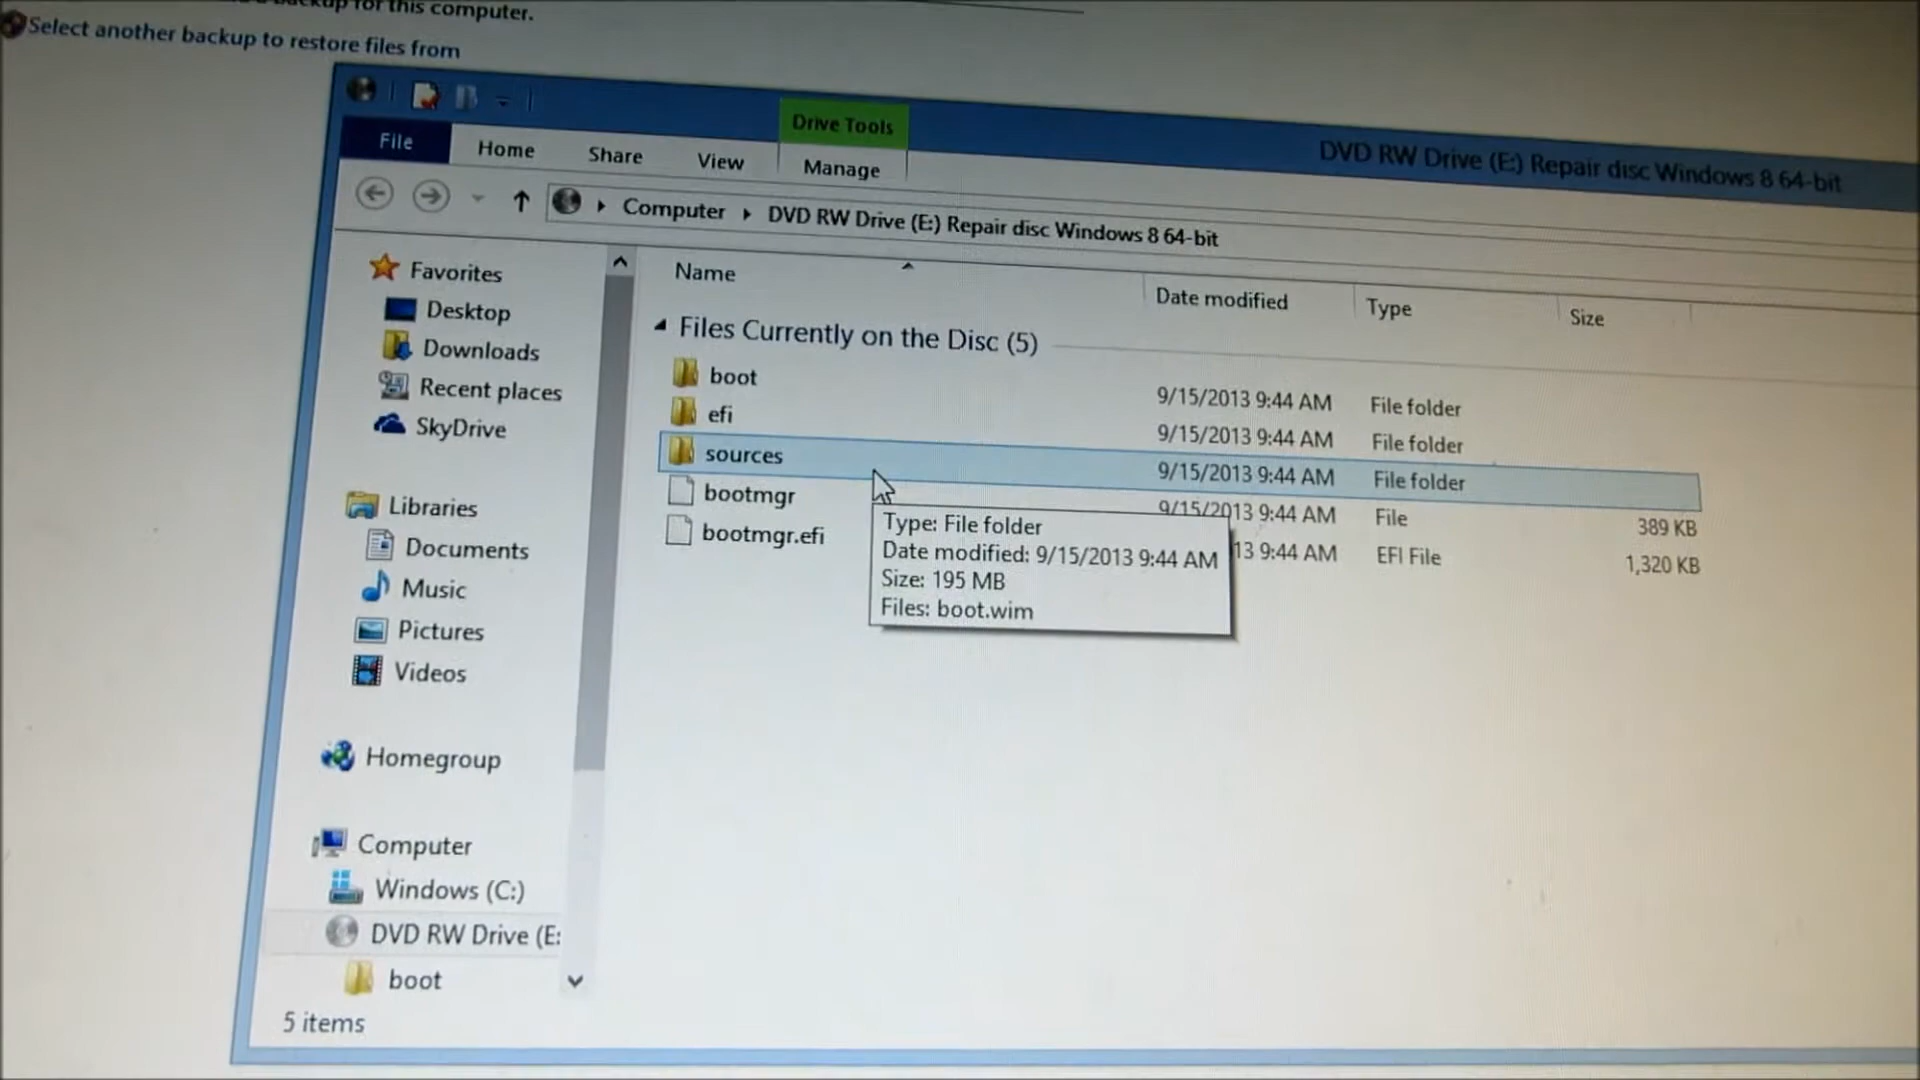 backup for this computer.
Select another backup to restore files from
Drive Tools
DVD RW Drive (E:) Repair disc Windows 8 64-bit
File Home Share View Manage
Computer DVD RW Drive (E:) Repair disc Windows 8 64-bit
Favorites
Desktop
Downloads
Recent places
SkyDrive
Libraries
Documents
Music
Pictures
Videos
Homegroup
Computer
Windows (C:)
DVD RW Drive (E:
boot
5 items
Name Date modified Type Size
Files Currently on the Disc (5)
boot 9/15/2013 9:44 AM File folder
efi 9/15/2013 9:44 AM File folder
sources 9/15/2013 9:44 AM File folder
bootmgr 9/15/2013 9:44 AM File 389 KB
bootmgr.efi 13 9:44 AM EFI File 1,320 KB
Type: File folder
Date modified: 9/15/2013 9:44 AM
Size: 195 MB
Files: boot.wim